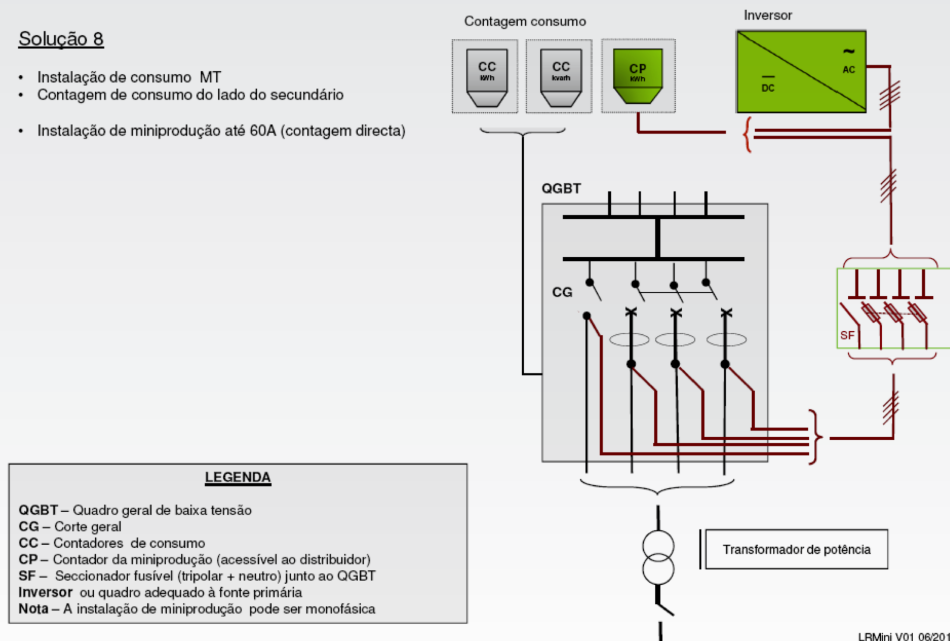 Solução 8
• Instalação de consumo MT
• Contagem de consumo do lado do secundário
• Instalação de miniprodução até 60A (contagem directa)
Contagem consumo
CC
kWh
CC
kvarh
CP
kWh
Inversor
~
AC
DC
QGBT
CG
SF
Transformador de potência
LEGENDA
QGBT – Quadro geral de baixa tensão
CG – Corte geral
CC – Contadores de consumo
CP – Contador da miniprodução (acessível ao distribuidor)
SF – Seccionador fusível (tripolar + neutro) junto ao QGBT
Inversor ou quadro adequado à fonte primária
Nota – A instalação de miniprodução pode ser monofásica
LRMini V01 06/201